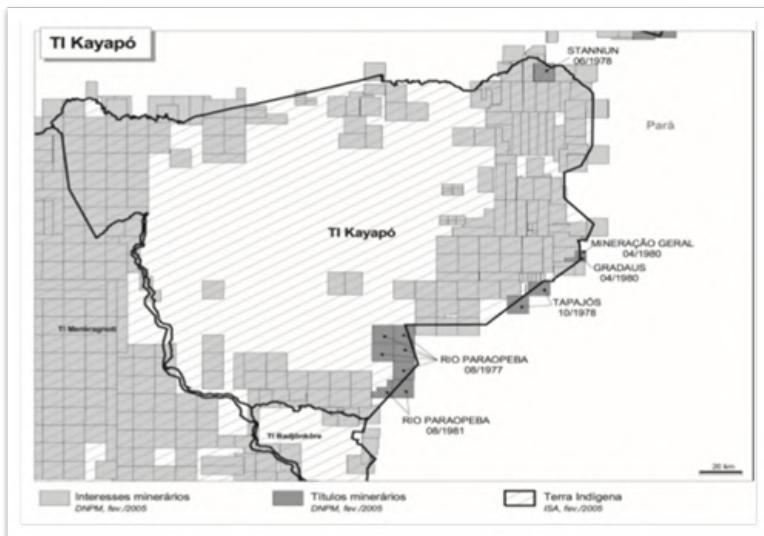 TI Kayapó
STANNUN
06/1978
Pará
TI Kayapó
MINERAÇÃO GERAL
04/1980
GRADAUS
04/1980
TAPAJÓS
10/1978
TI Menkragnoti
RIO PARAOPEBA
08/1977
RIO PARAOPEBA
08/1981
TI Badjônkôre
20 km
Interesses minerários
DNPM, fev./2005
Títulos minerários
DNPM, fev./2005
Terra Indígena
ISA, fev./2005